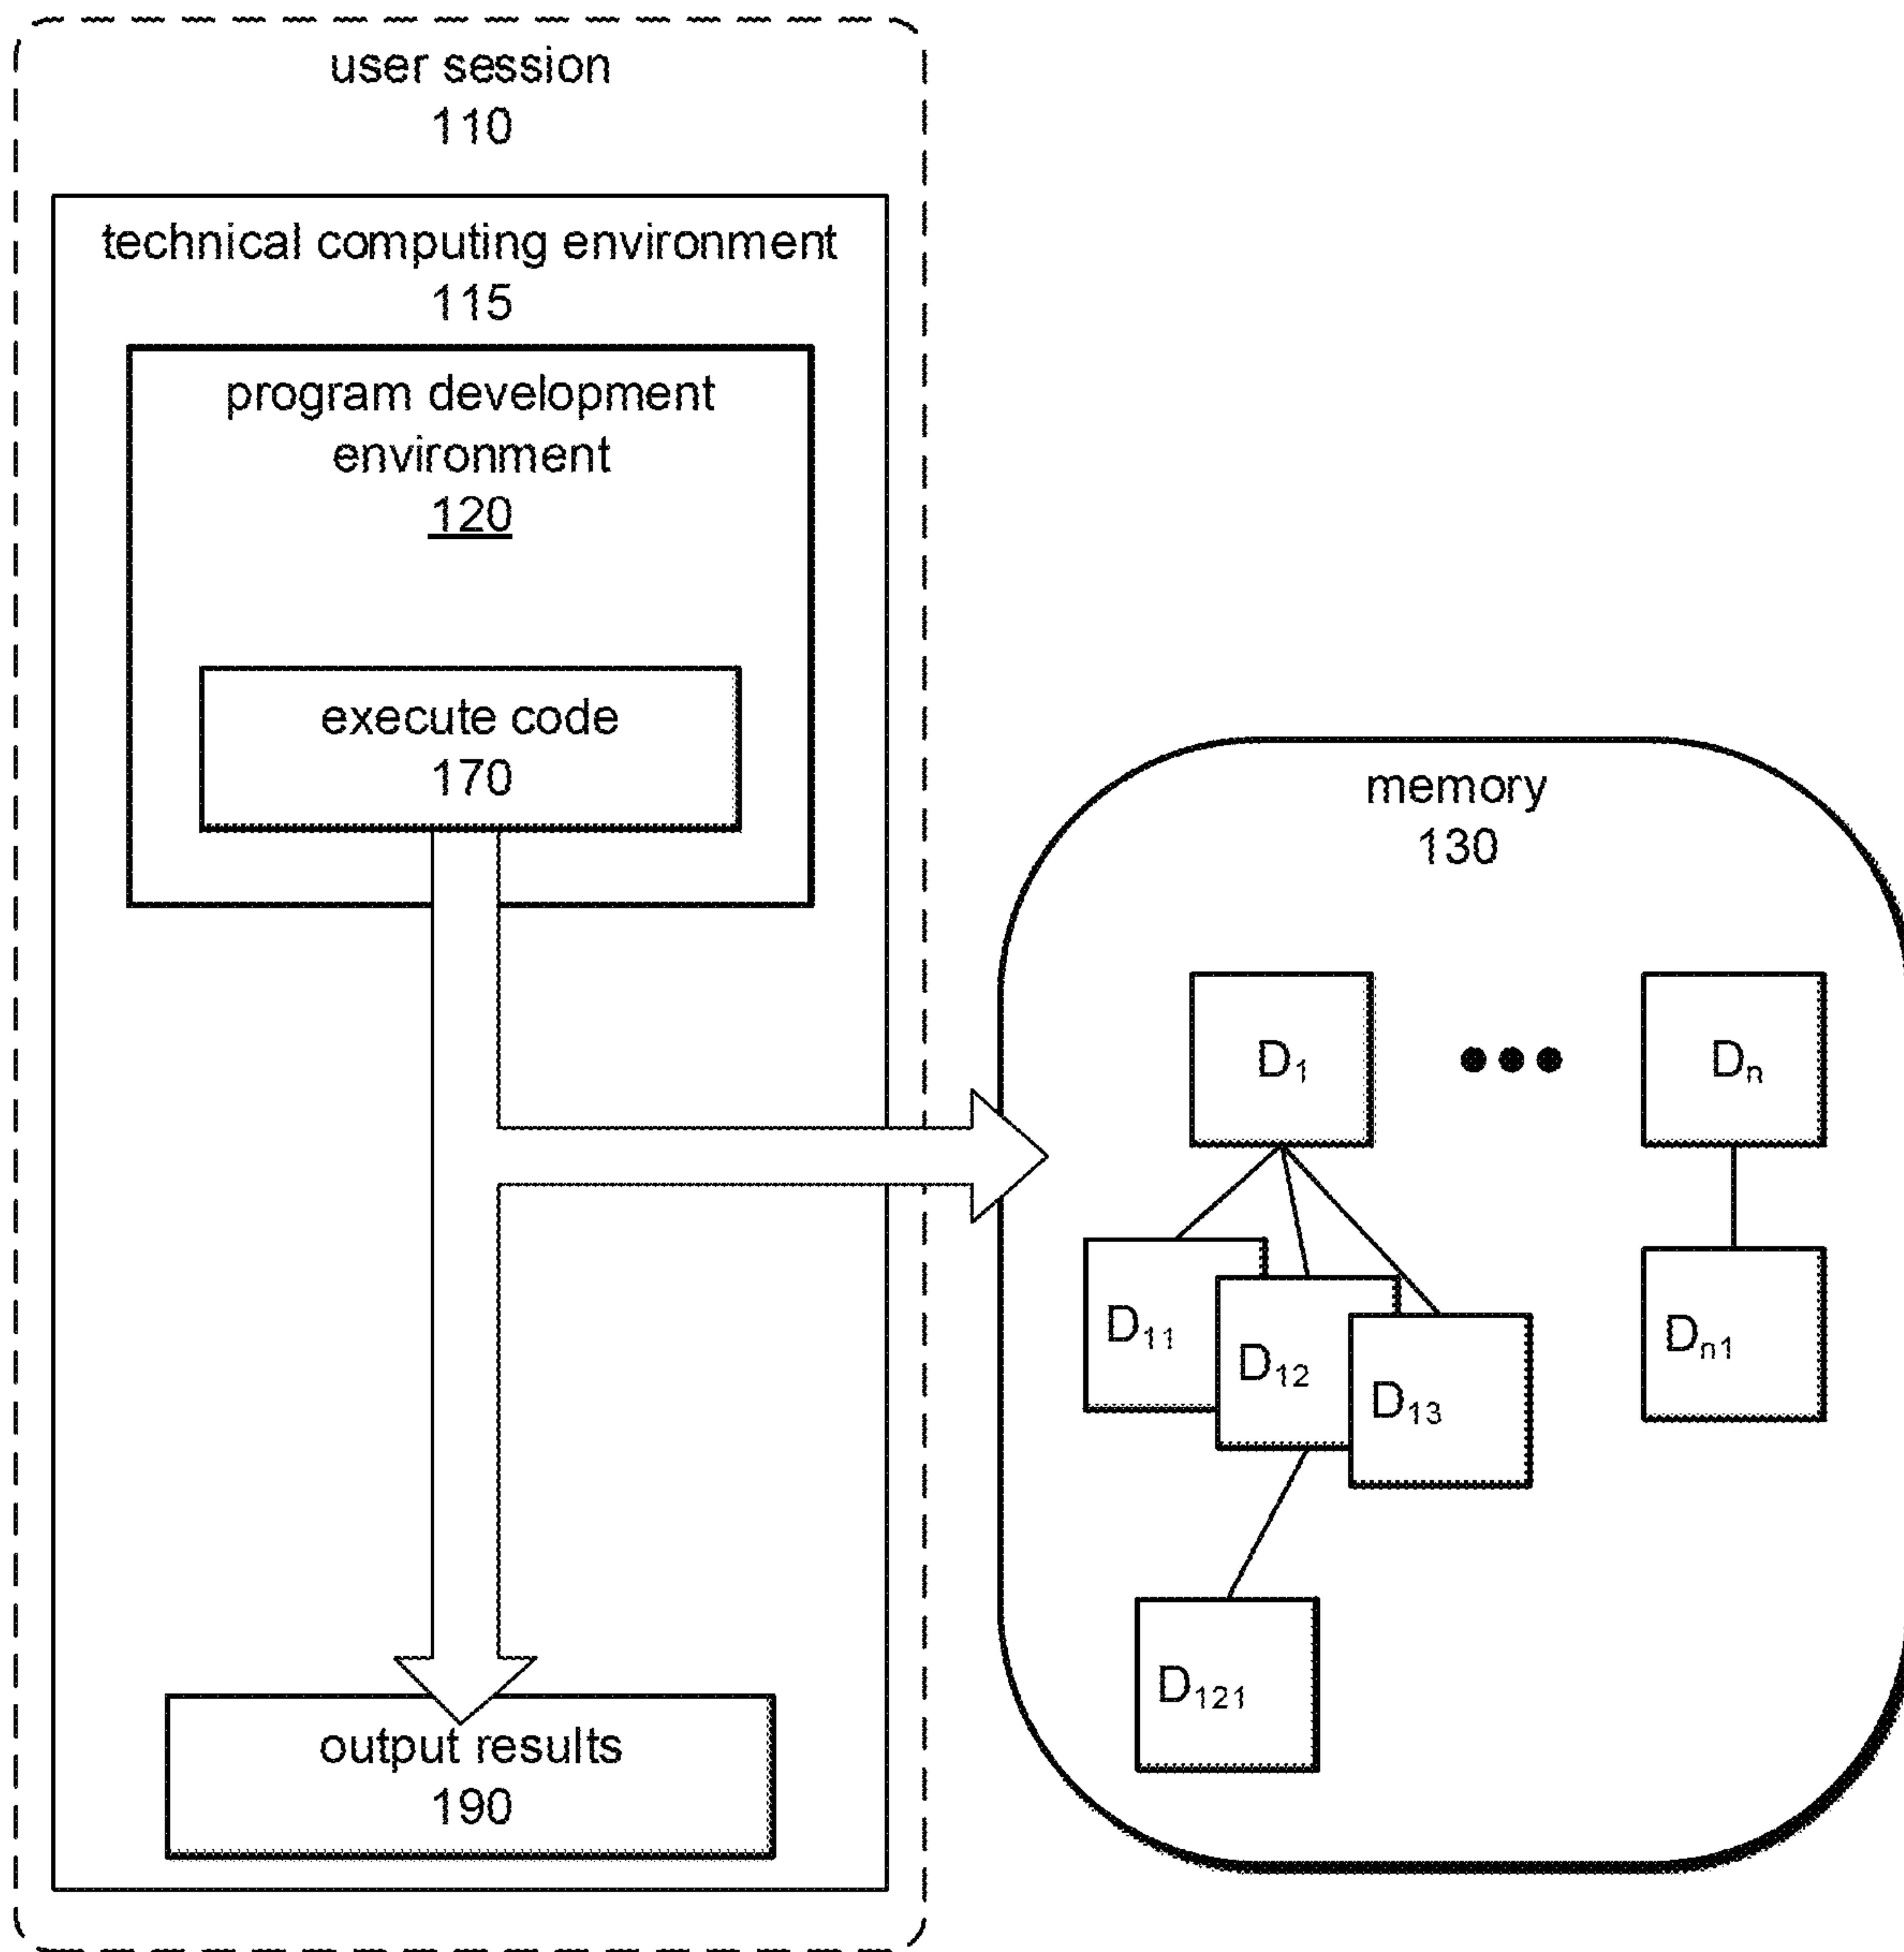 user session
110
technical computing environment
115
program development
environment
120
execute code
170
output results
190
memory
130
D₁
Dₙ
D₁₁
D₁₂
D₁₃
Dₙ₁
D₁₂₁